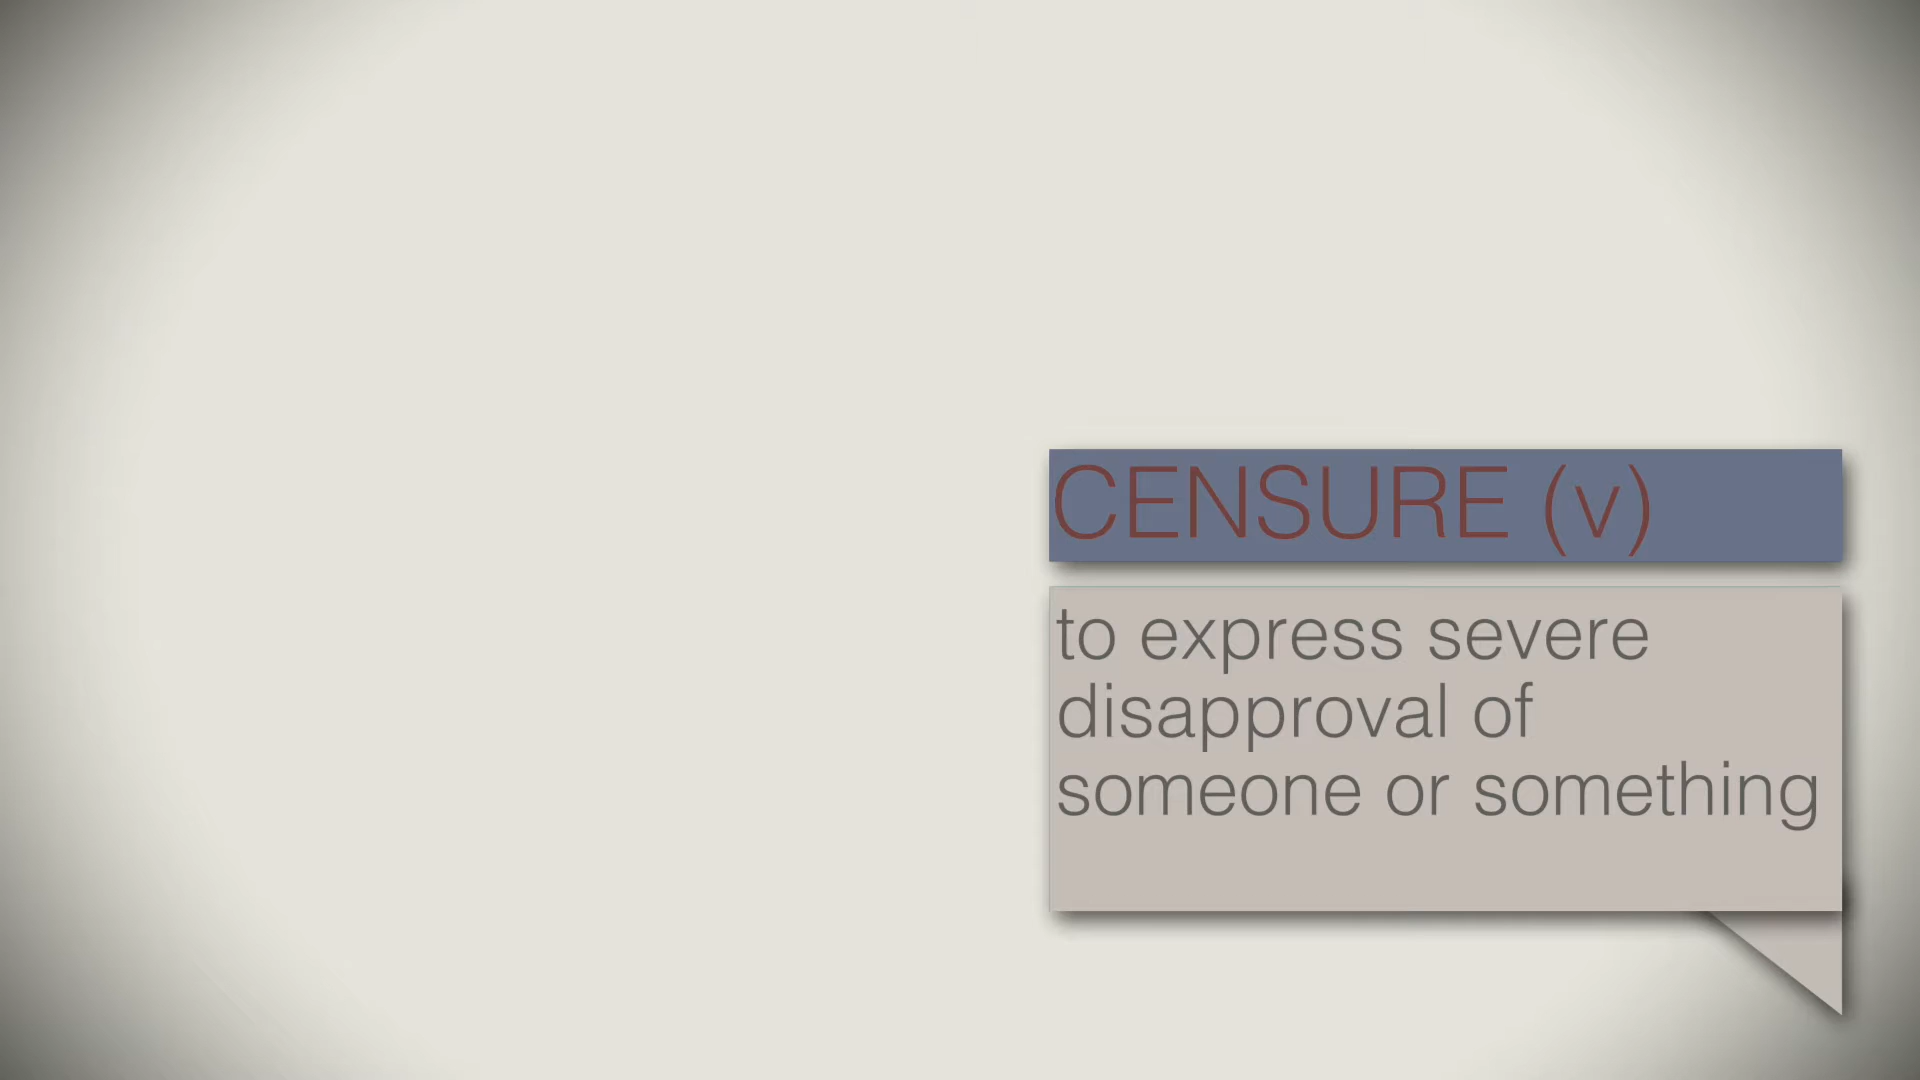 CENSURE (v)
to express severe
disapproval of
someone or something